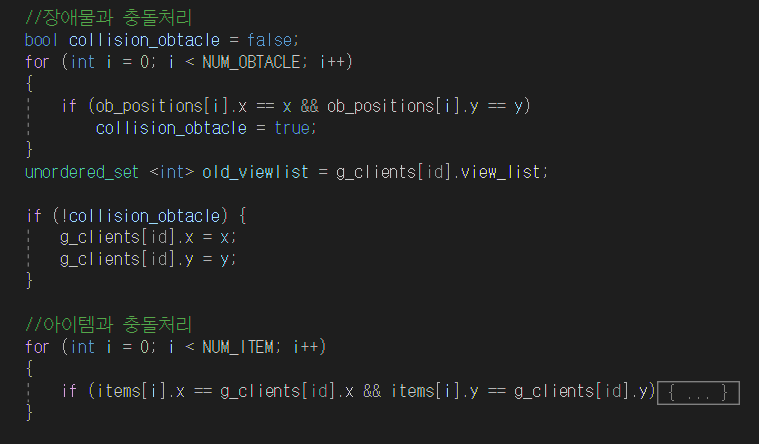 //장애물과 충돌처리
bool collision_obtacle = false;
for (int i = 0; i < NUM_OBTACLE; i++)
{
if (ob_positions[i].x == x && ob_positions[i].y == y)
collision_obtacle = true;
}
unordered_set <int> old_viewlist = g_clients[id].view_list;
if (!collision_obtacle) {
g_clients[id].x = x;
g_clients[id].y = y;
}
//아이템과 충돌처리
for (int i = 0; i < NUM_ITEM; i++)
{
if (items[i].x == g_clients[id].x && items[i].y == g_clients[id].y){ ... }
}